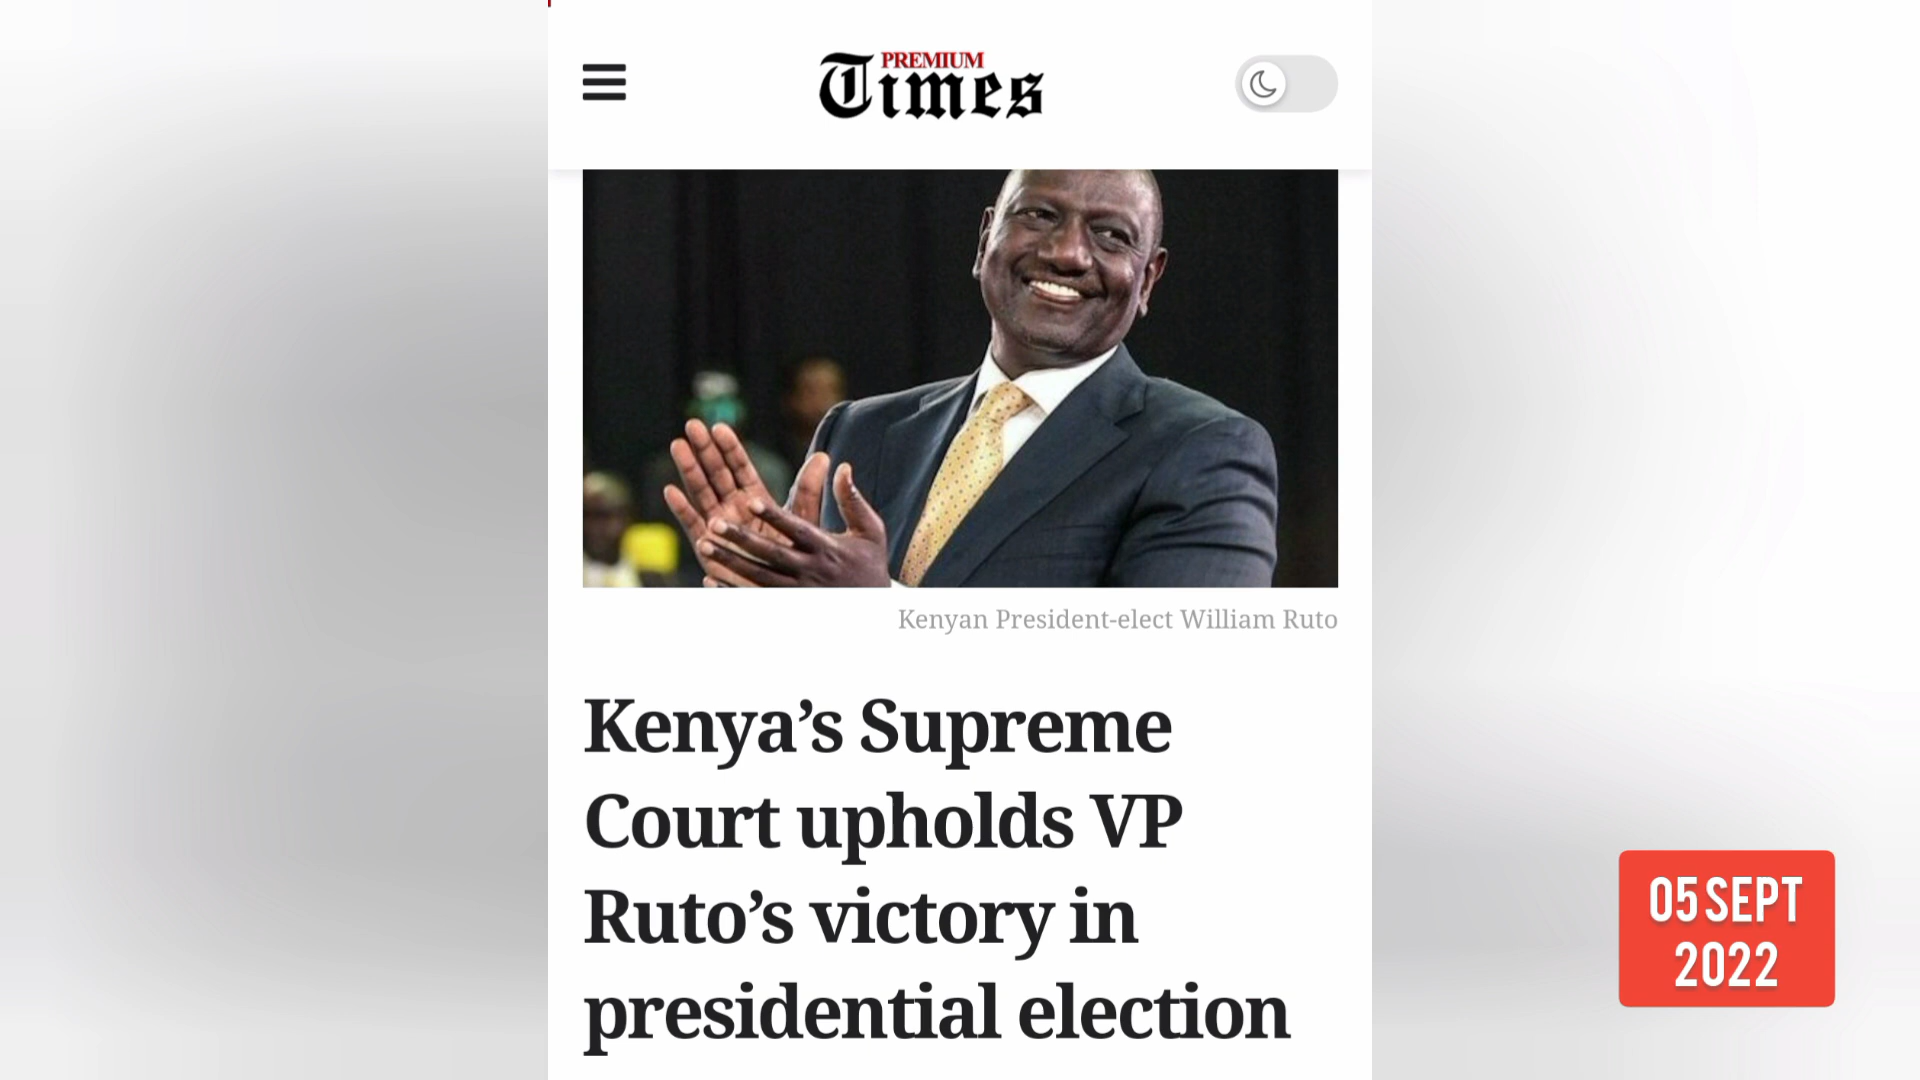 PREMIUM
Times
Kenyan President-elect William Ruto
Kenya’s Supreme
Court upholds VP
Ruto’s victory in
presidential election
05 SEPT
2022